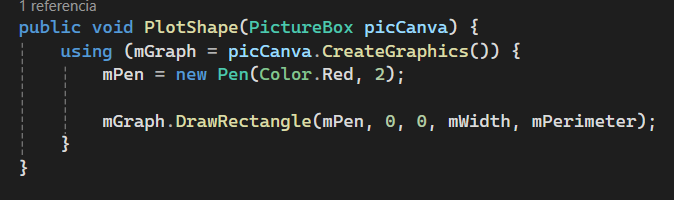 1 referencia
public void PlotShape(PictureBox picCanva) {
using (mGraph = picCanva.CreateGraphics()) {
mPen = new Pen(Color.Red, 2);
mGraph.DrawRectangle(mPen, 0, 0, mWidth, mPerimeter);
}
}